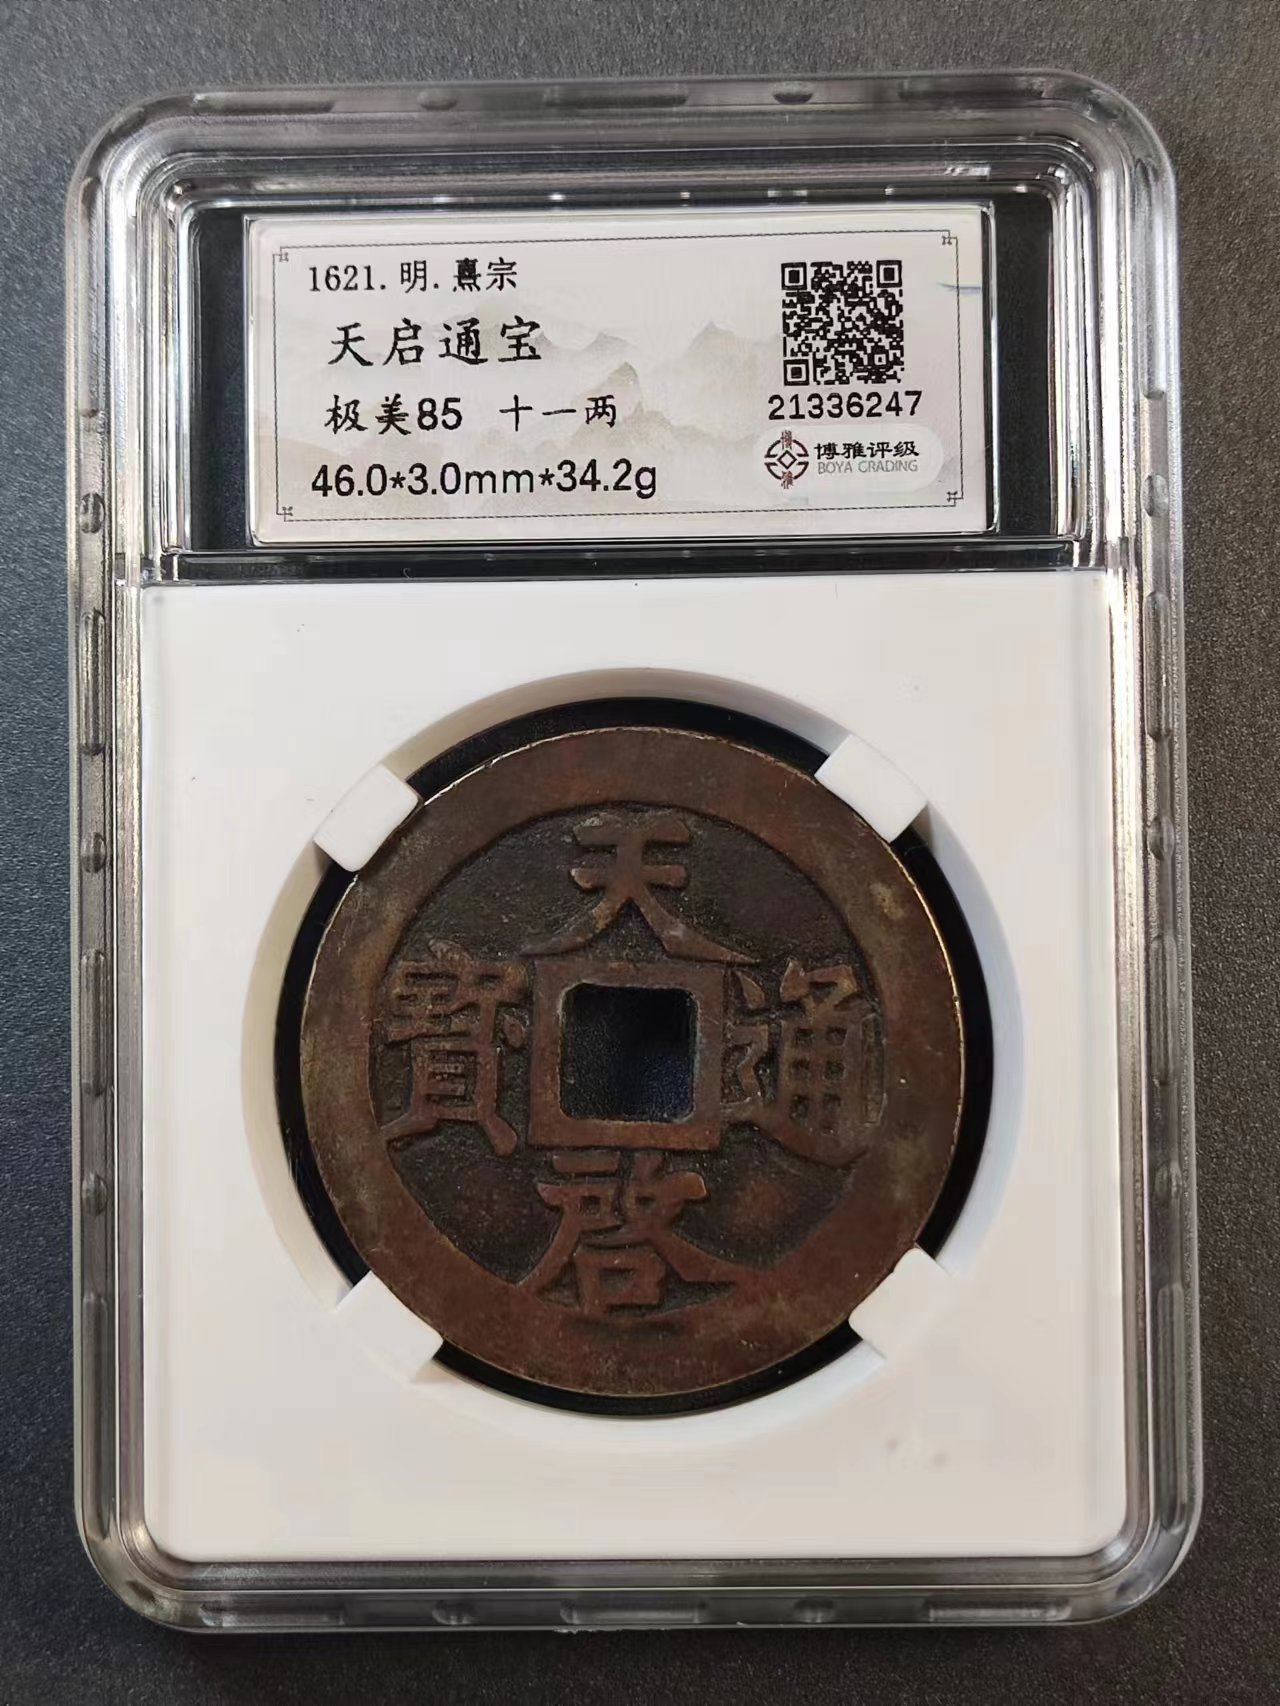 1621.明.熹宗
天启通宝
极美85 十一两
46.0*3.0mm*34.2g
21336247
博雅评级
BOYA GRADING
天
寶 通
啓